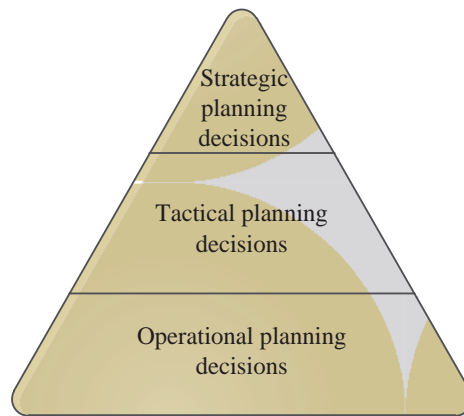 Strategic
planning
decisions
Tactical planning
decisions
Operational planning
decisions